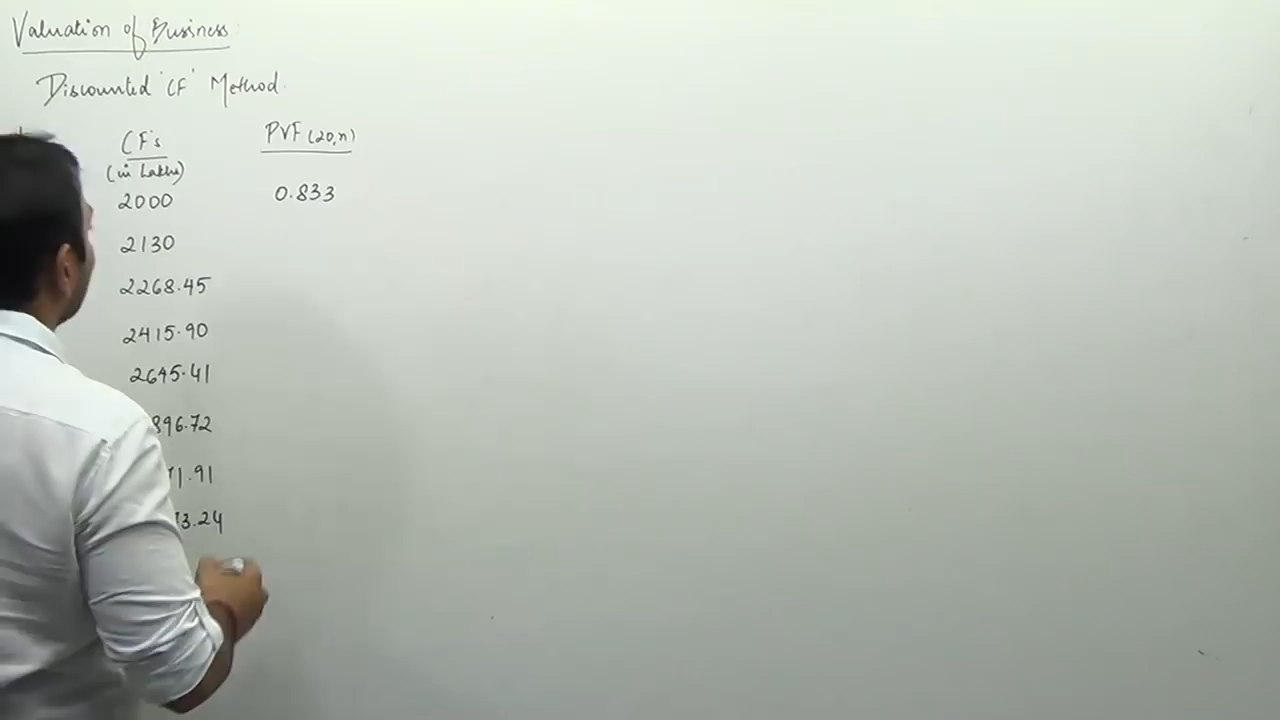 Valuation of Business
Discounted 'CF' Method.
CF's PVF (20,n)
(in Lakhs)
2000 0.833
2130
2268.45
2415.90
2645.41
896.72
71.91
3.24